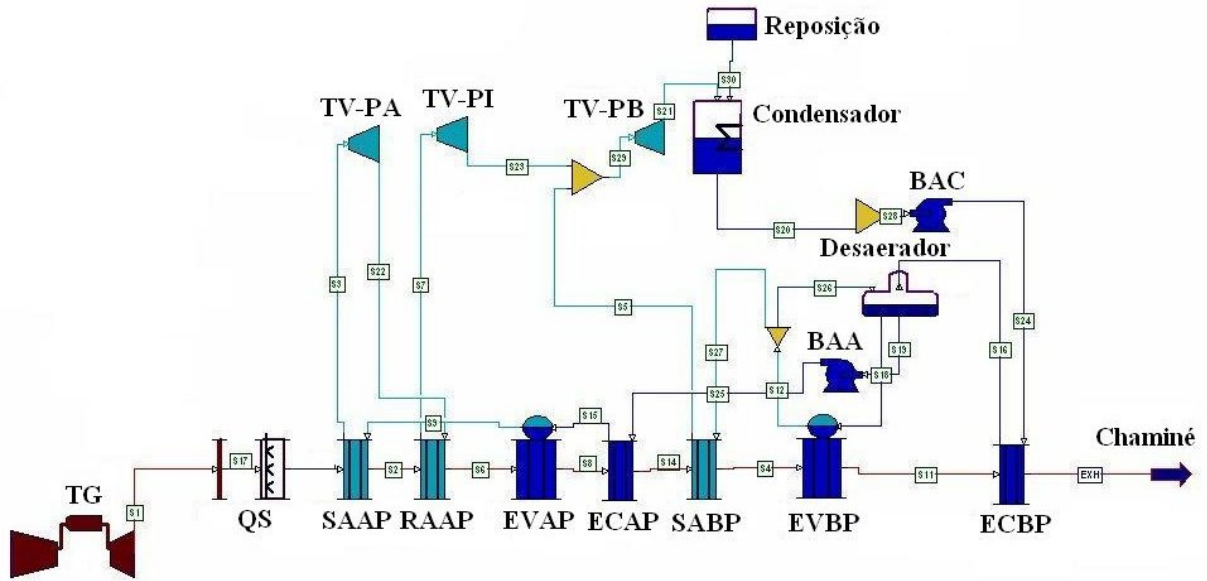 Reposição
S30
TV-PA
TV-PI
TV-PB
S21
Condensador
S23
S29
BAC
S20
S28
Desaerador
S3
S22
S7
S5
S26
S24
S27
BAA
S19
S16
S18
S12
S25
S9
S15
Chaminé
S17
S2
S6
S8
S14
S4
S11
EXH
TG
S1
QS
SAAP
RAAP
EVAP
ECAP
SABP
EVBP
ECBP